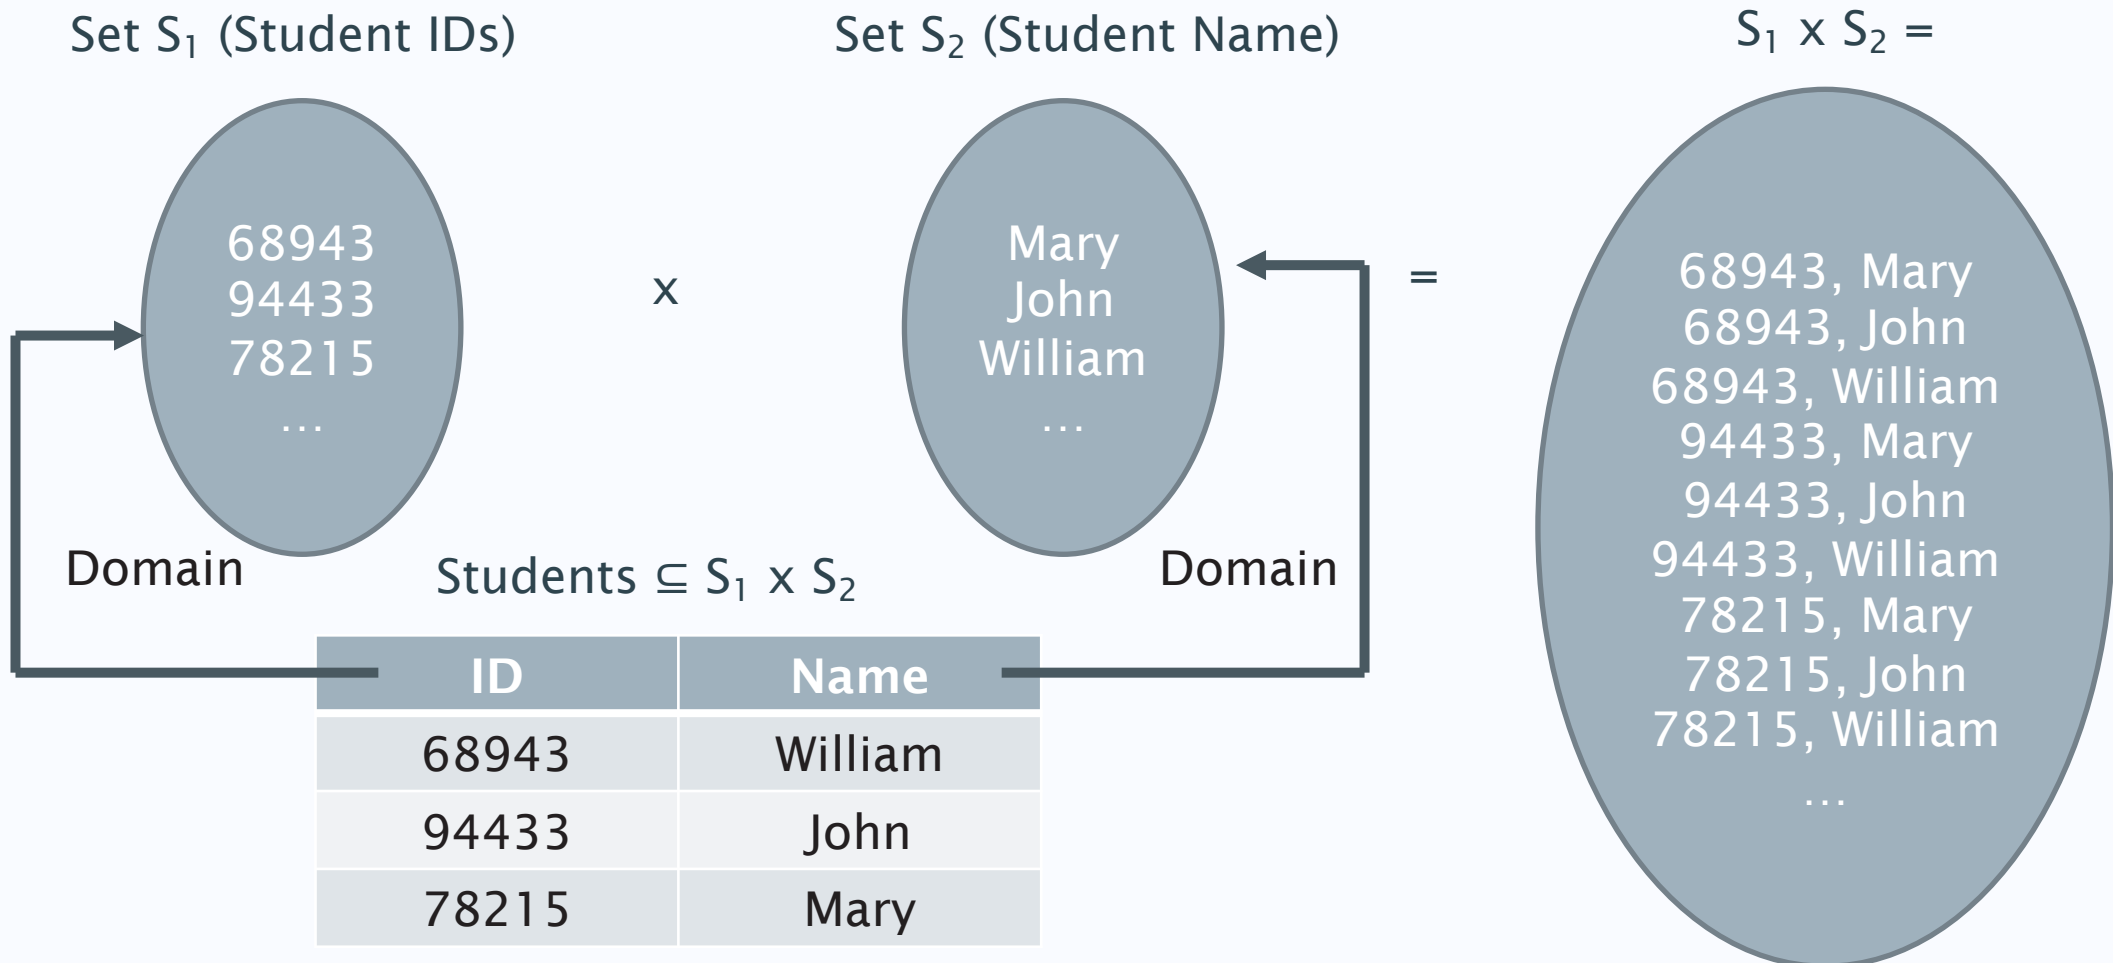 Set S₁ (Student IDs)
Set S₂ (Student Name)
S₁ x S₂ =
68943
94433
78215
...
x
Mary
John
William
...
=
68943, Mary
68943, John
68943, William
94433, Mary
94433, John
94433, William
78215, Mary
78215, John
78215, William
...
Domain
Students ⊆ S₁ x S₂
Domain
ID Name
68943 William
94433 John
78215 Mary